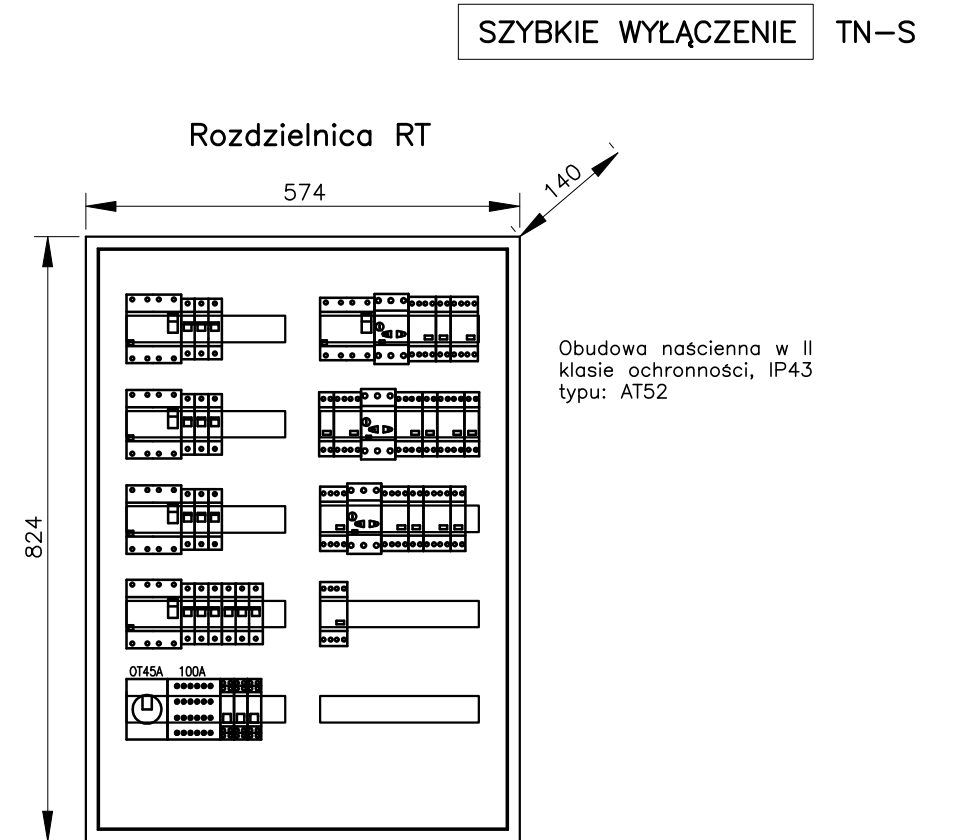 SZYBKIE WYŁĄCZENIE TN-S
Rozdzielnica RT
574
140
824
Obudowa naścienna w II
klasie ochronności, IP43
typu: AT52
OT45A 100A